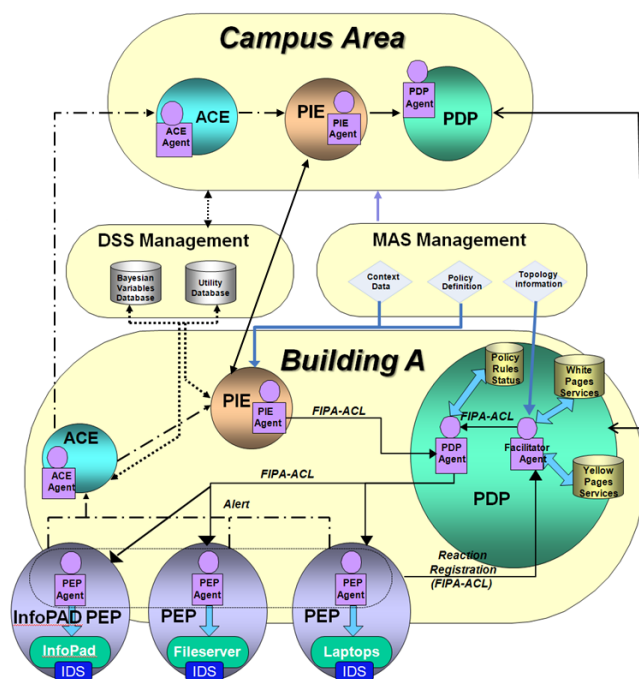 Campus Area
ACE
ACE
Agent
PIE
PIE
Agent
PDP
Agent
PDP
DSS Management
Bayesian
Variables
Database
Utility
Database
MAS Management
Context
Data
Policy
Definition
Topology
information
Building A
Policy
Rules
Status
White
Pages
Services
PIE
PIE
Agent
FIPA-ACL
FIPA-ACL
ACE
ACE
Agent
PDP
Agent
Facilitator
Agent
PDP
Yellow
Pages
Services
FIPA-ACL
Alert
Reaction
Registration
(FIPA-ACL)
PEP
Agent
InfoPAD PEP
InfoPad
IDS
PEP
Agent
PEP
Fileserver
IDS
PEP
Agent
PEP
Laptops
IDS